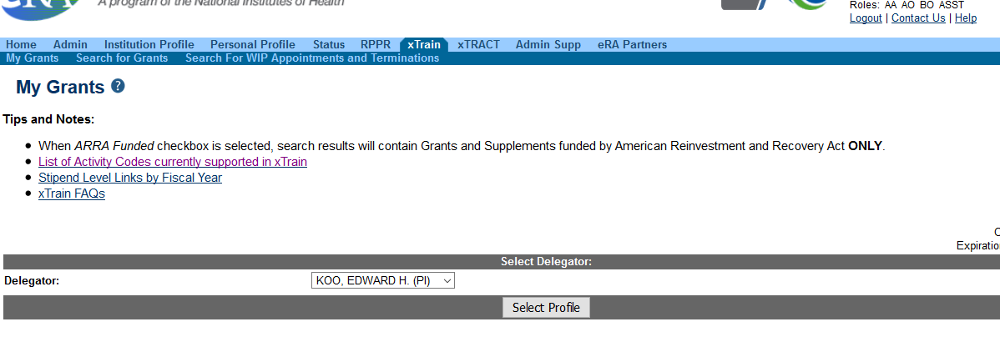 A program of the National Institutes of Health
Roles: AA AO BO ASST
Logout | Contact Us | Help
Home Admin Institution Profile Personal Profile Status RPPR xTrain xTRACT Admin Supp eRA Partners
My Grants Search for Grants Search For WIP Appointments and Terminations
My Grants ?
Tips and Notes:
When ARRA Funded checkbox is selected, search results will contain Grants and Supplements funded by American Reinvestment and Recovery Act ONLY.
List of Activity Codes currently supported in xTrain
Stipend Level Links by Fiscal Year
xTrain FAQs
Select Delegator:
Delegator: KOO, EDWARD H. (PI)
Select Profile